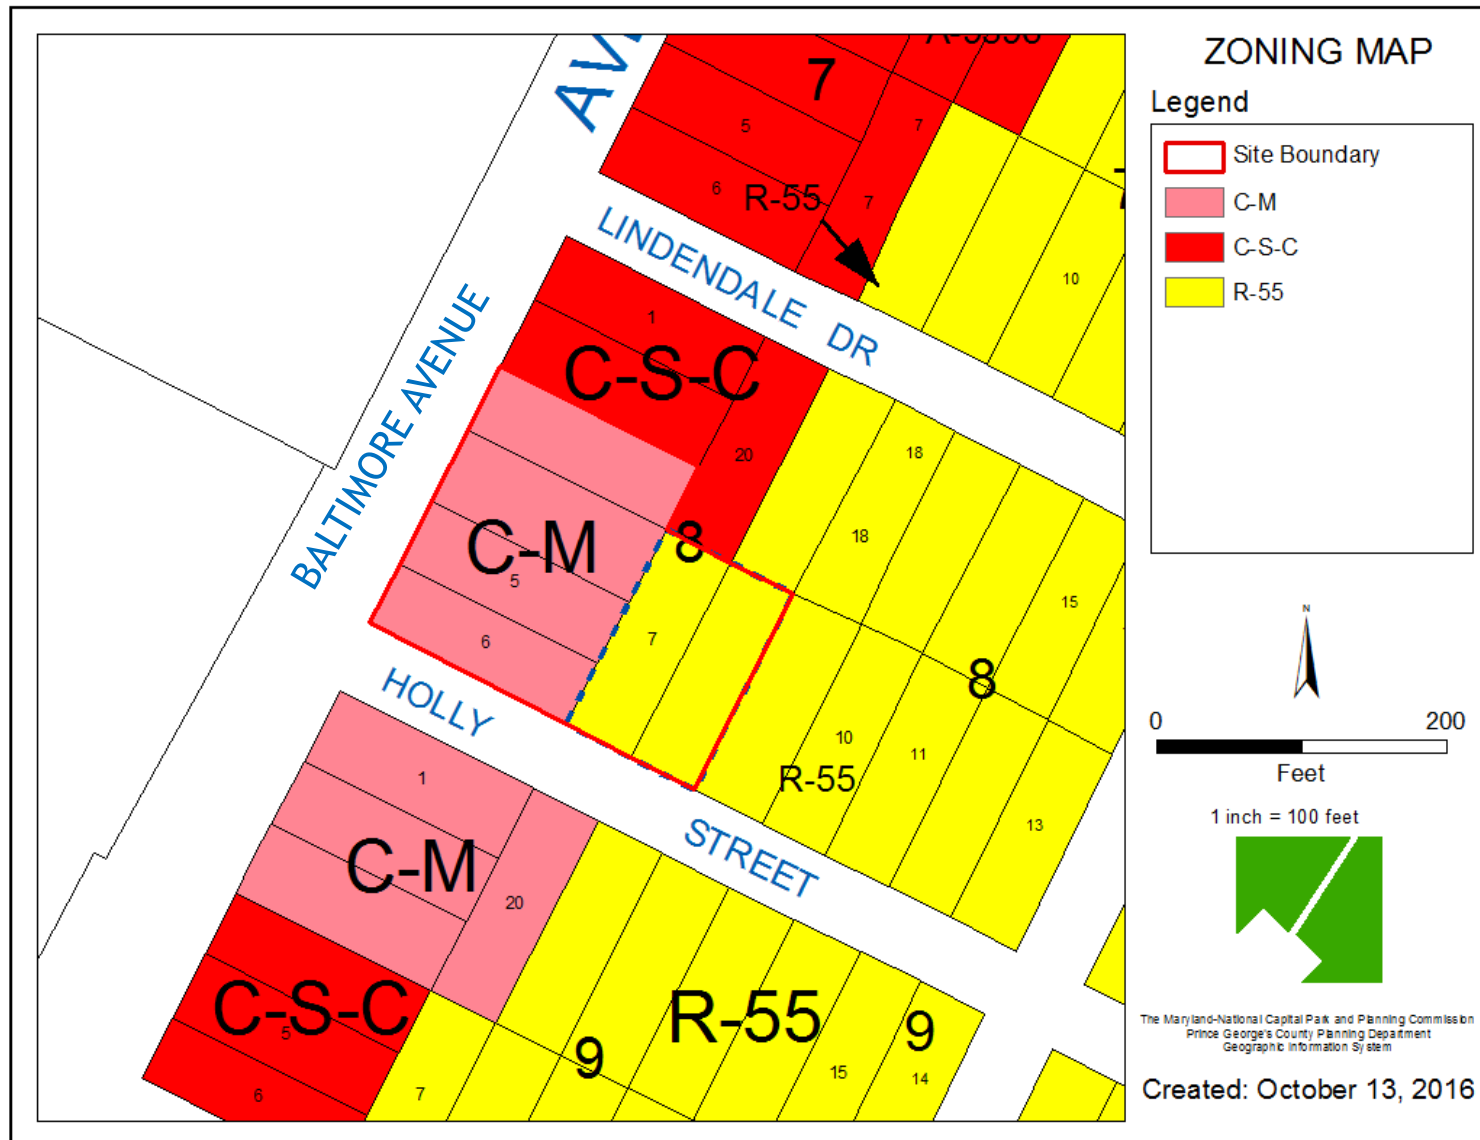 ZONING MAP
Legend
Site Boundary
C-M
C-S-C
R-55
7
5
7
6
R-55
7
10
LINDENDALE DR
1
C-S-C
20
18
BALTIMORE AVENUE
C-M
8
18
5
15
7
6
8
HOLLY
10
11
R-55
13
STREET
1
C-M
20
C-S-C
5
R-55
9
9
15
14
7
6
N
0
200
Feet
1 inch = 100 feet
The Maryland-National Capital Park and Planning Commission
Prince George's County Planning Department
Geographic Information System
Created: October 13, 2016